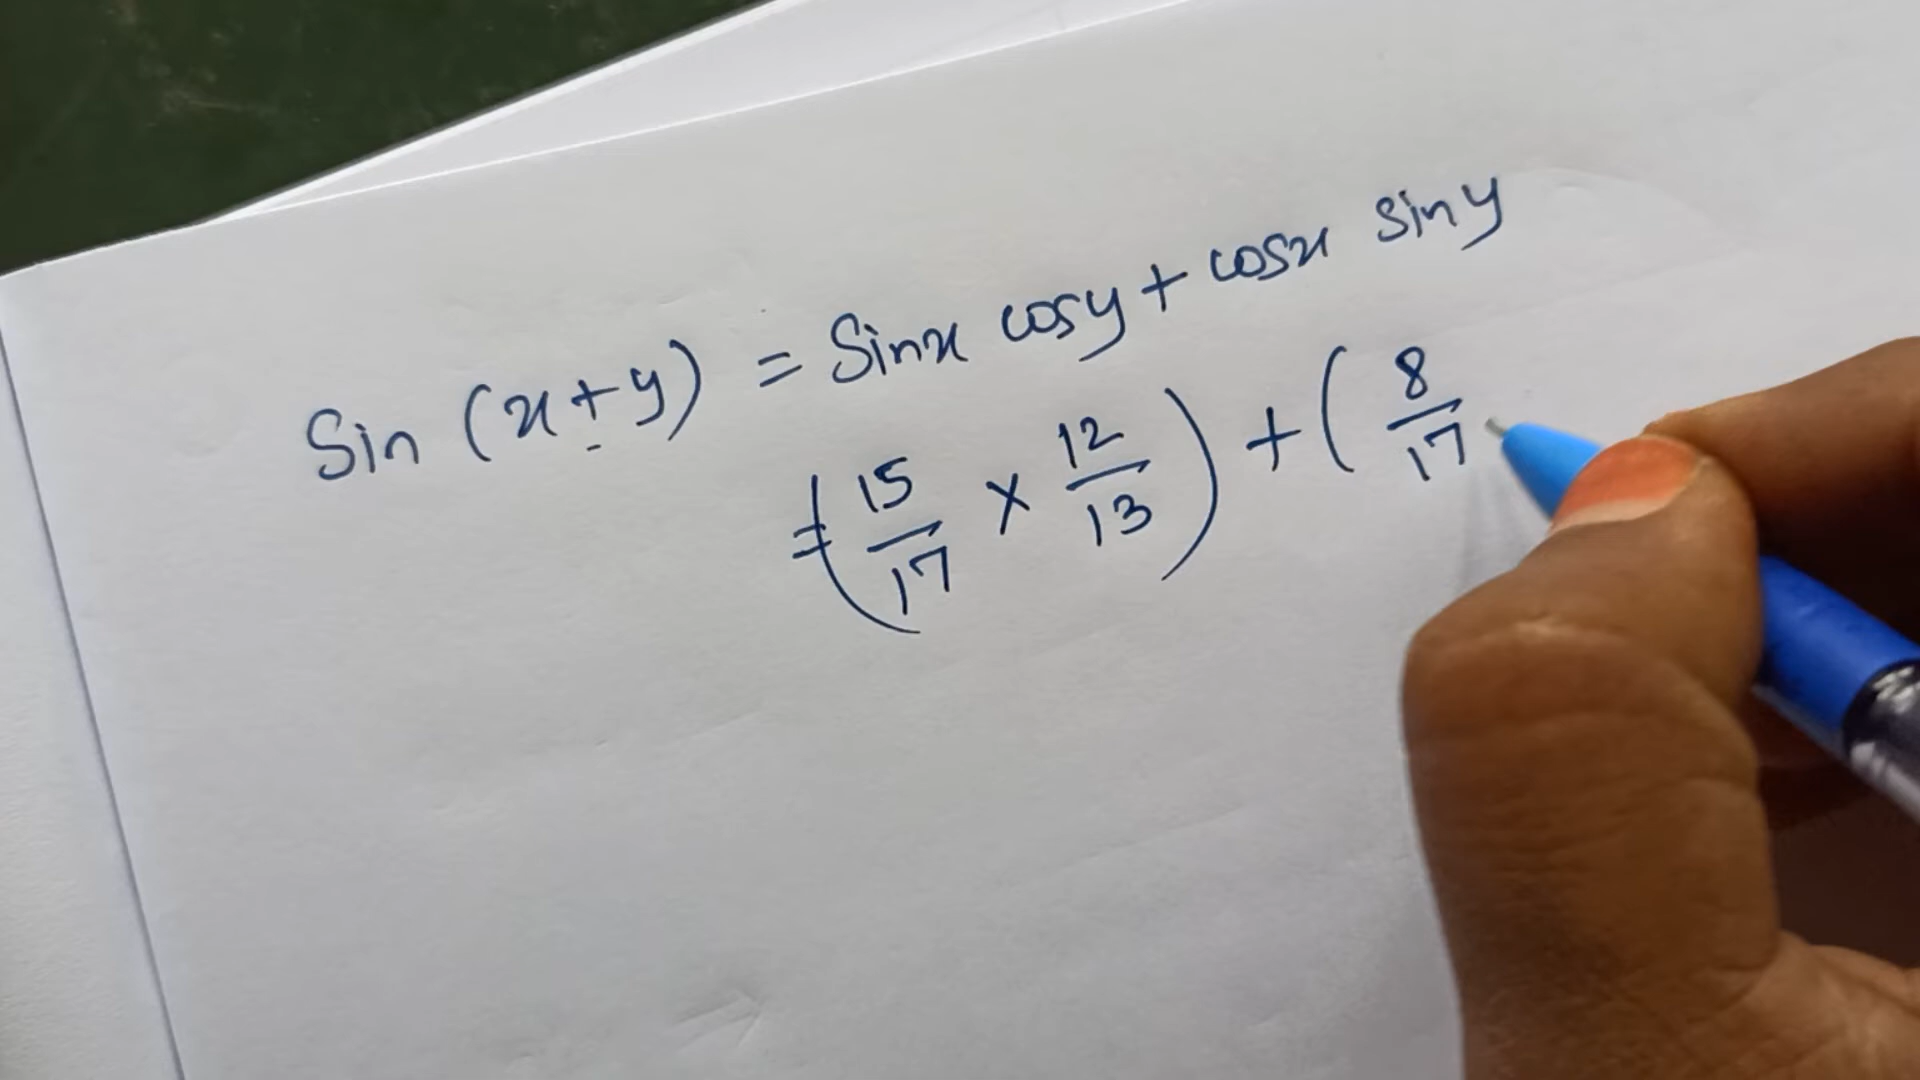 Sin (x+y) = Sinx cosy + cosx siny
= (15/17 × 12/13) + (8/17